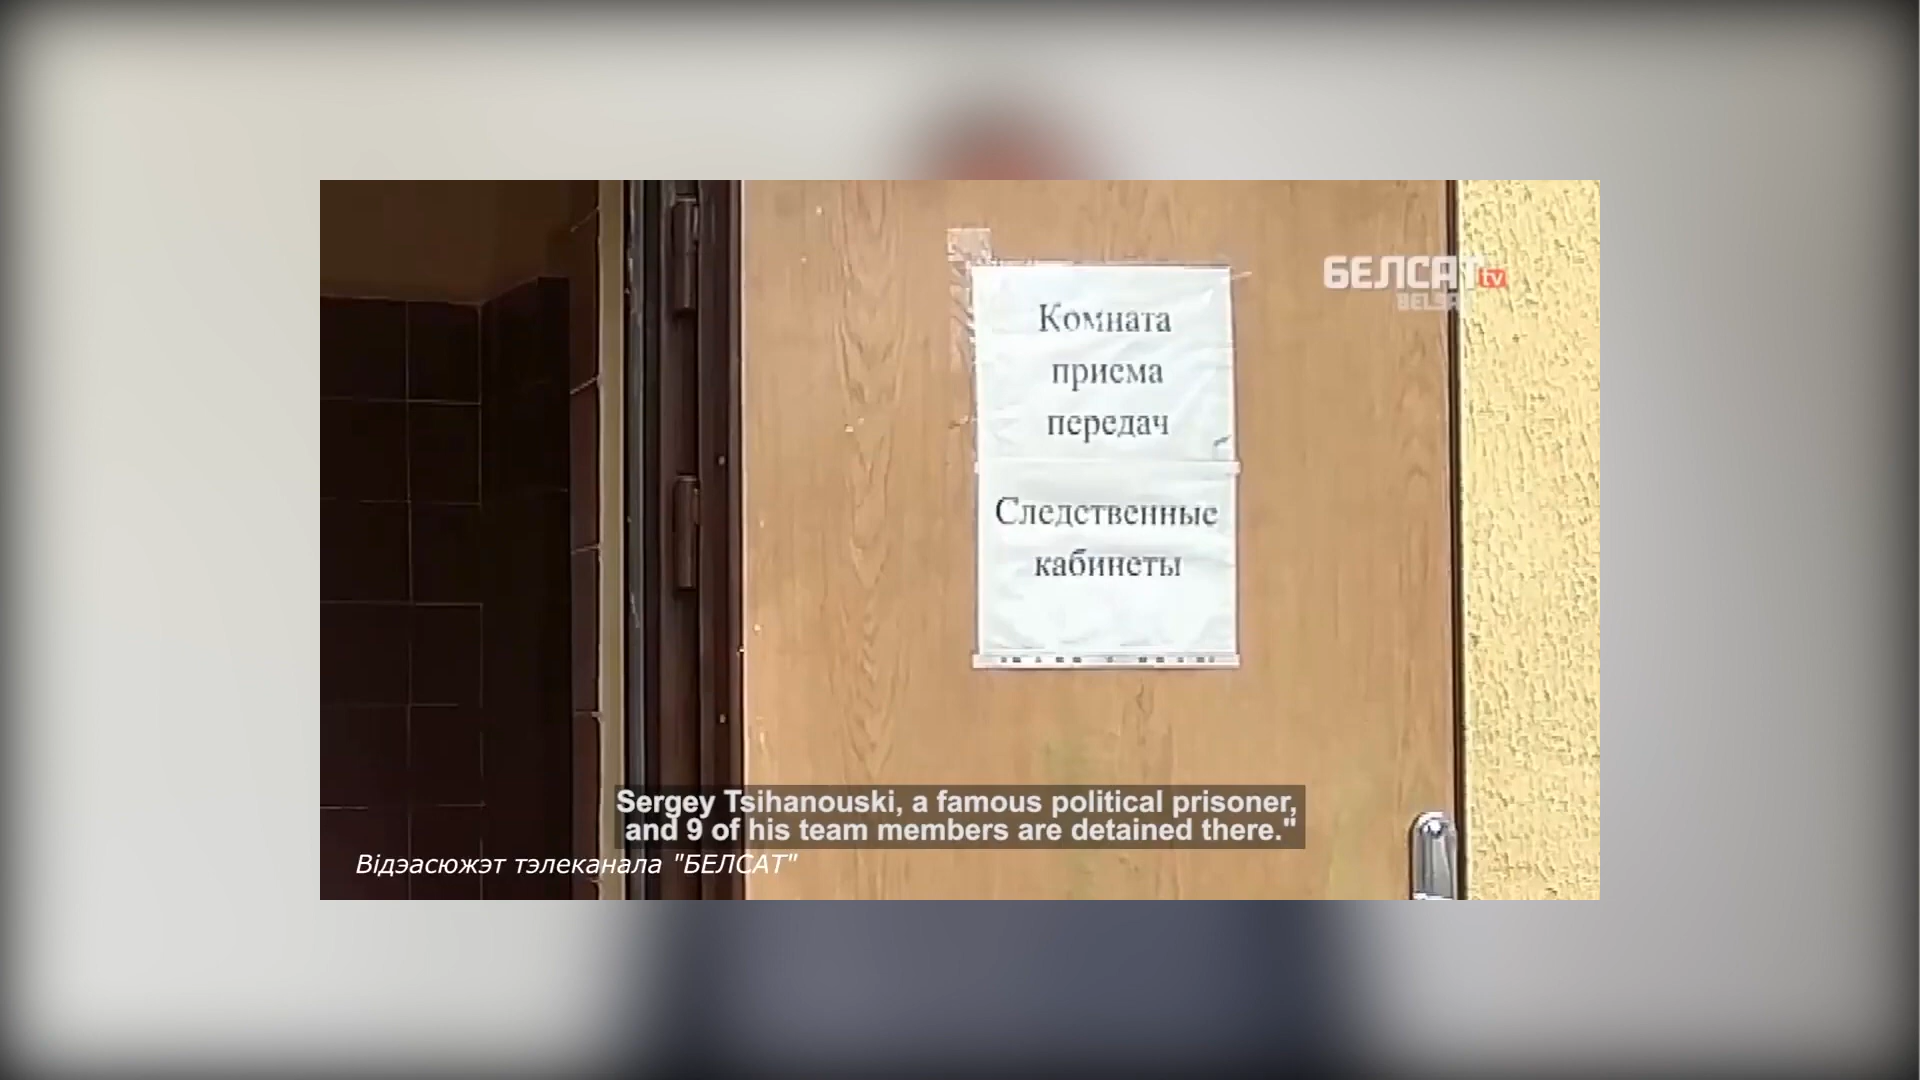 БЕЛСАТ tv
Комната
приема
передач
Следственные
кабинеты
Sergey Tsihanouski, a famous political prisoner,
and 9 of his team members are detained there."
Відэасюжэт тэлеканала "БЕЛСАТ"